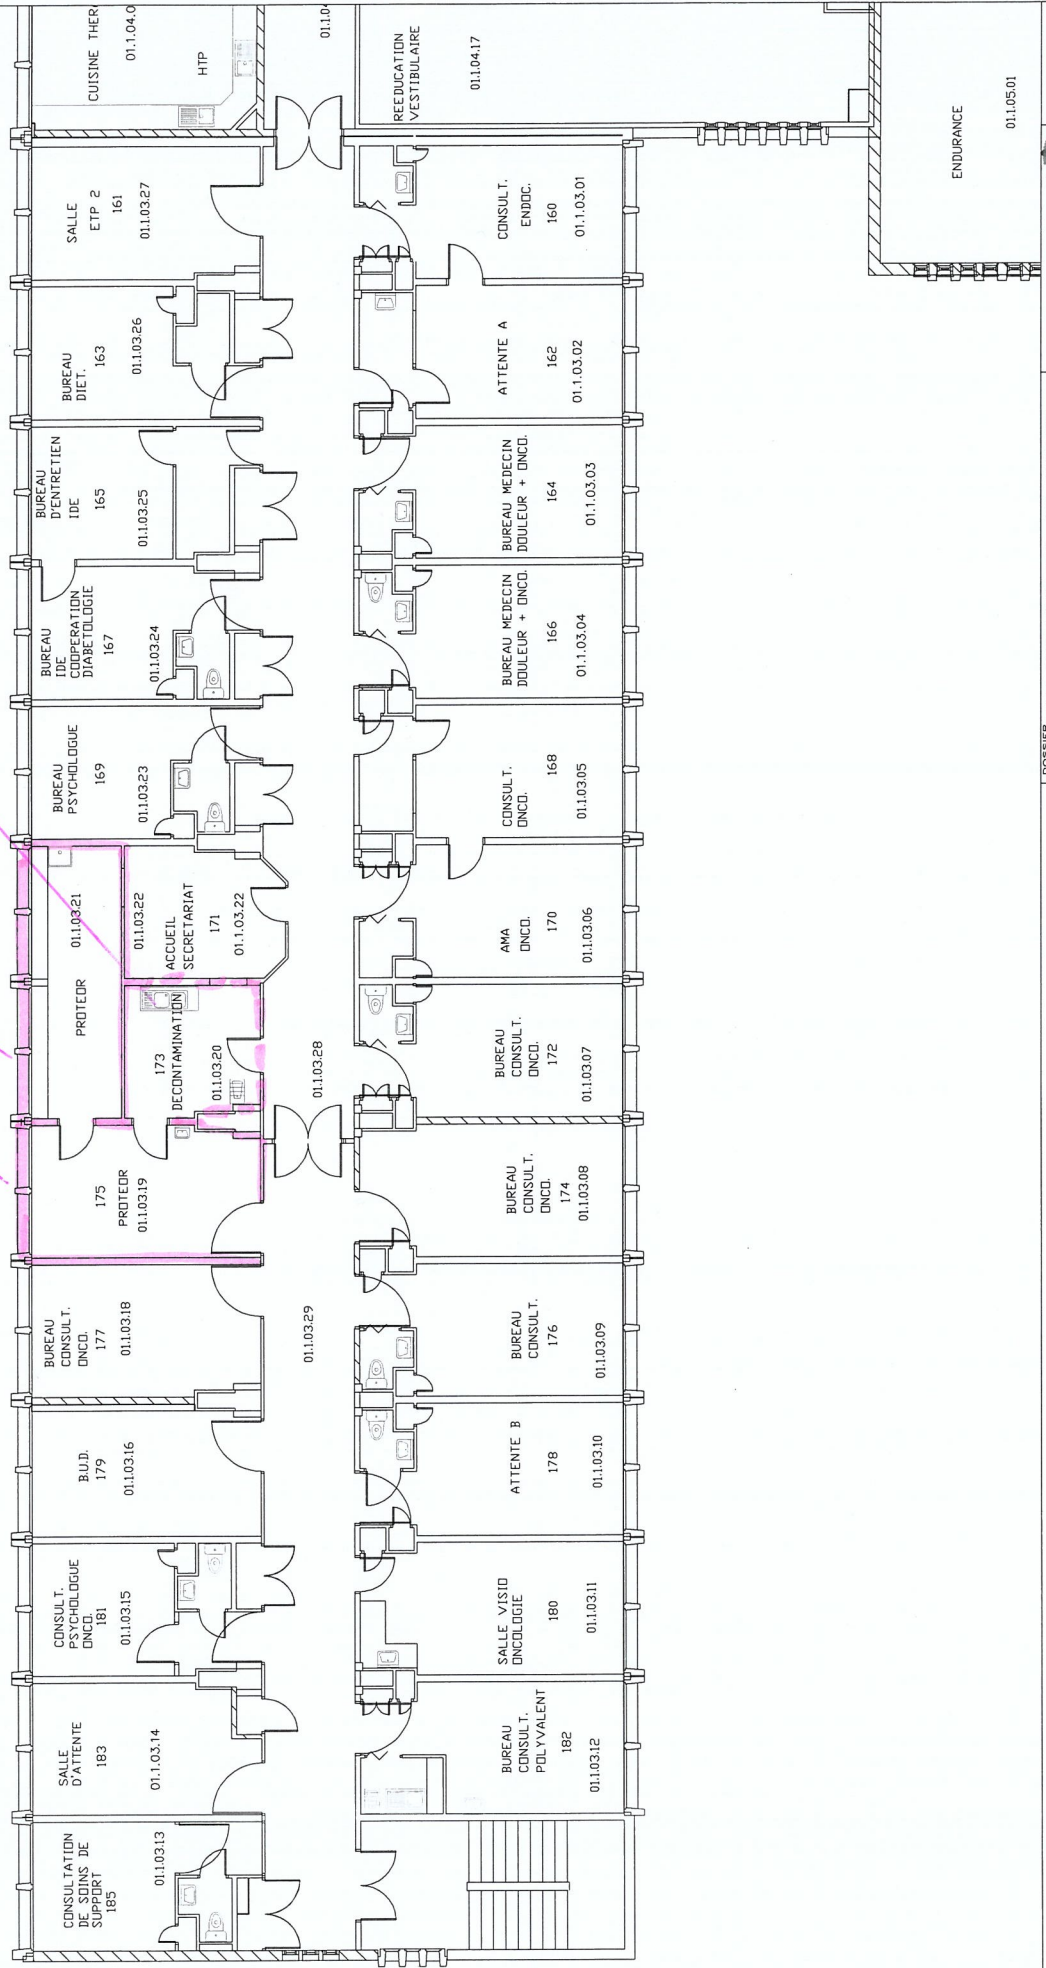 CUISINE THER
01.1.04.0
HTP
01.1.04
REEDUCATION
VESTIBULAIRE
01.1.04.17
ENDURANCE
01.1.05.01
SALLE
ETP 2
161
01.1.03.27
BUREAU
DIET.
163
01.1.03.26
BUREAU
D'ENTRETIEN
IDE
165
01.1.03.25
BUREAU
IDE
COOPERATION
DIABETOLOGIE
167
01.1.03.24
BUREAU
PSYCHOLOGUE
169
01.1.03.23
01.1.03.21
PROTEOR
01.1.03.22
ACCUEIL
SECRETARIAT
171
01.1.03.22
173
DECONTAMINATION
01.1.03.20
175
PROTEOR
01.1.03.19
BUREAU
CONSULT.
ONCO.
177
01.1.03.18
B.U.D.
179
01.1.03.16
CONSULT.
PSYCHOLOGUE
ONCO.
181
01.1.03.15
SALLE
D'ATTENTE
183
01.1.03.14
CONSULTATION
DE SOINS DE
SUPPORT
185
01.1.03.13
01.1.03.28
01.1.03.29
CONSULT.
ENDOC.
160
01.1.03.01
ATTENTE A
162
01.1.03.02
BUREAU MEDECIN
DOULEUR + ONCO.
164
01.1.03.03
BUREAU MEDECIN
DOULEUR + ONCO.
166
01.1.03.04
CONSULT.
ONCO.
168
01.1.03.05
AMA
ONCO.
170
01.1.03.06
BUREAU
CONSULT.
ONCO.
172
01.1.03.07
BUREAU
CONSULT.
ONCO.
174
01.1.03.08
BUREAU
CONSULT.
176
01.1.03.09
ATTENTE B
178
01.1.03.10
SALLE VISIO
ONCOLOGIE
180
01.1.03.11
BUREAU
CONSULT.
POLYVALENT
182
01.1.03.12
DOSSIER